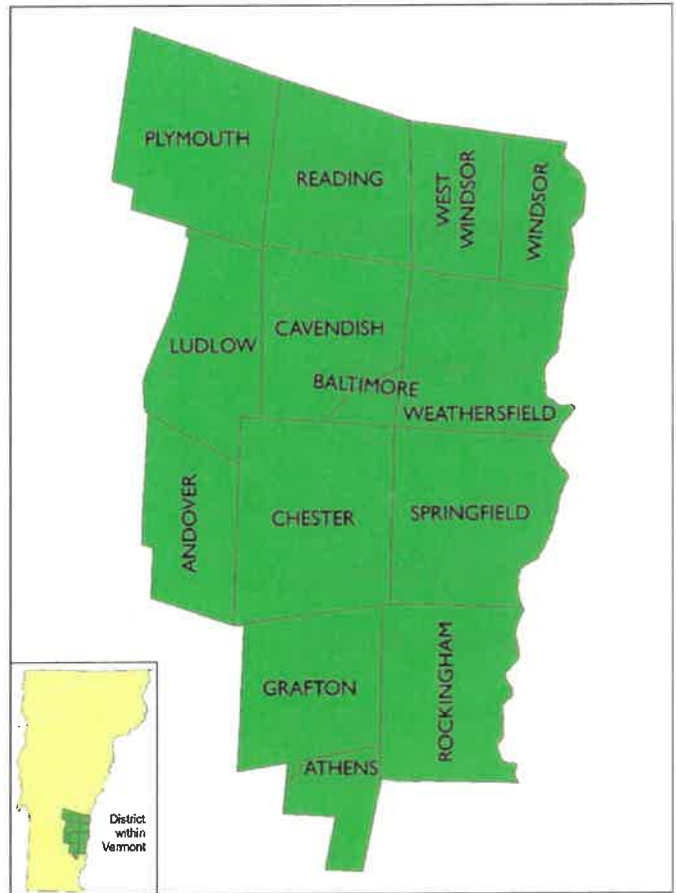 PLYMOUTH
READING
WEST
WINDSOR
WINDSOR
LUDLOW
CAVENDISH
BALTIMORE
WEATHERSFIELD
ANDOVER
CHESTER
SPRINGFIELD
GRAFTON
ROCKINGHAM
ATHENS
District
within
Vermont